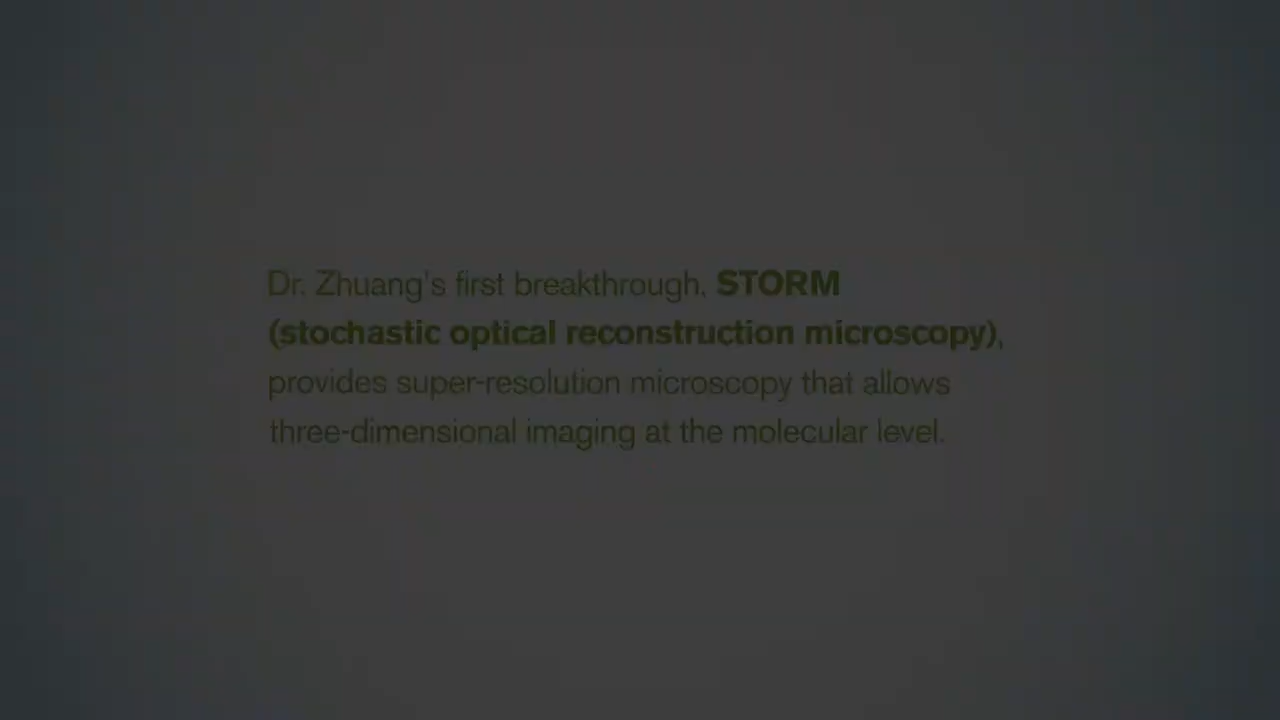 Dr. Zhuang's first breakthrough, STORM
(stochastic optical reconstruction microscopy),
provides super-resolution microscopy that allows
three-dimensional imaging at the molecular level.